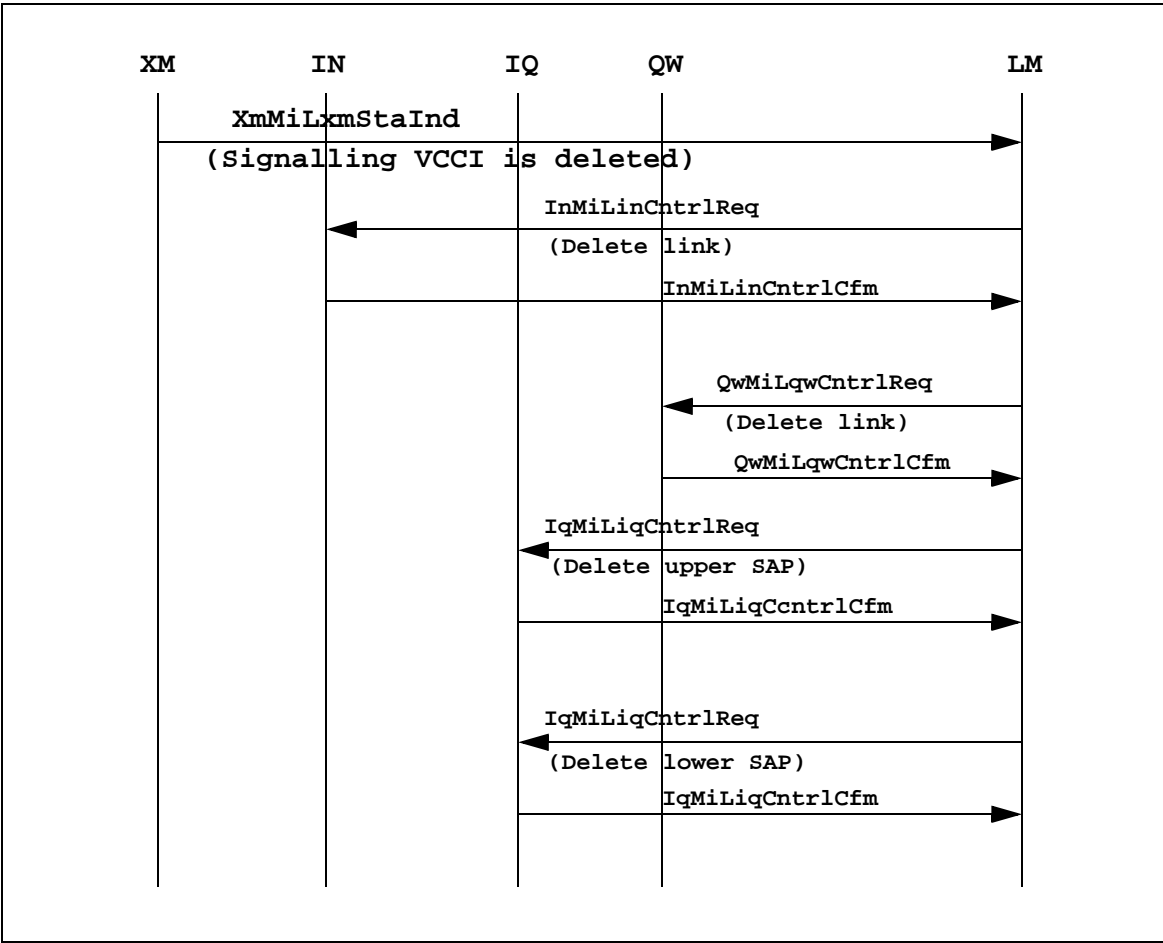 XM IN IQ QW LM
XmMiLxmStaInd
(Signalling VCCI is deleted)
InMiLinCntrlReq
(Delete link)
InMiLinCntrlCfm
QwMiLqwCntrlReq
(Delete link)
QwMiLqwCntrlCfm
IqMiLiqCntrlReq
(Delete upper SAP)
IqMiLiqCcntrlCfm
IqMiLiqCntrlReq
(Delete lower SAP)
IqMiLiqCntrlCfm